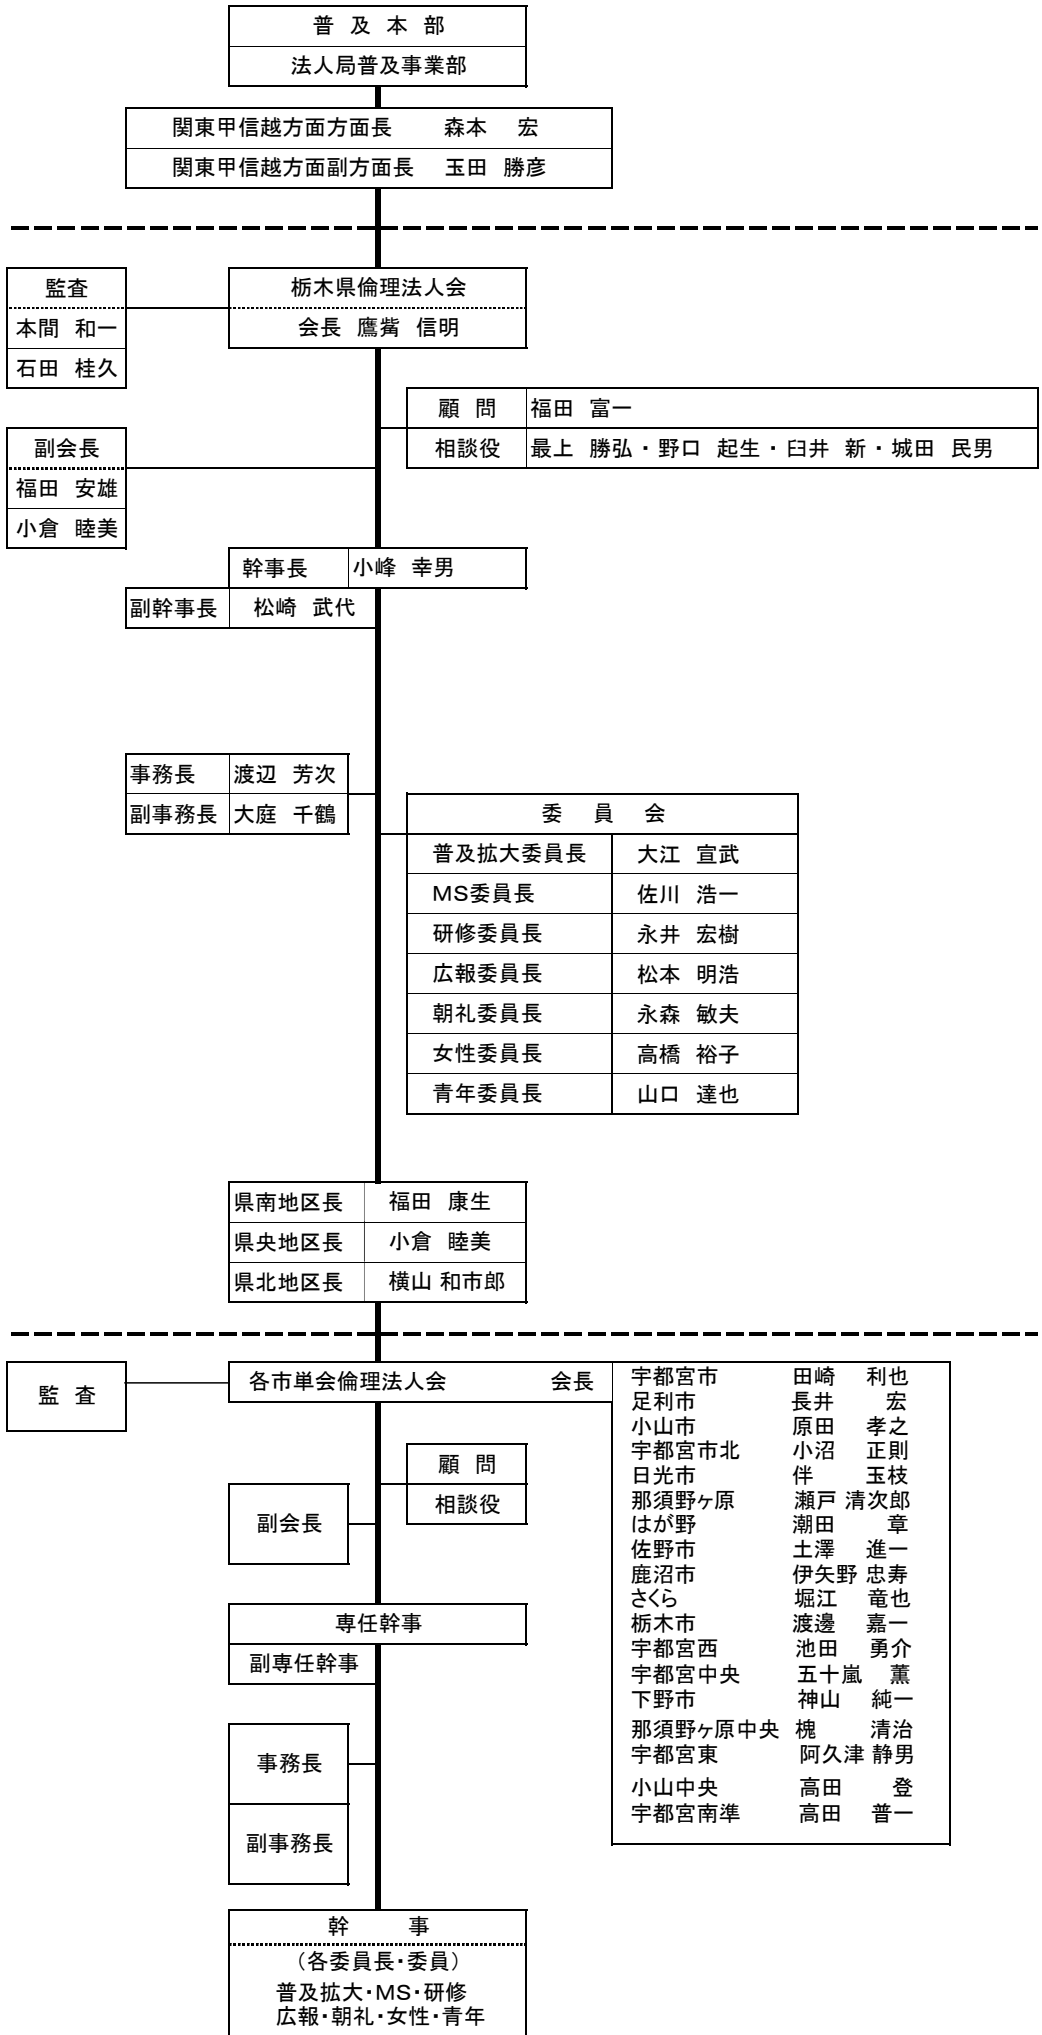 普 及 本 部
法人局普及事業部
関東甲信越方面方面長 森本 宏
関東甲信越方面副方面長 玉田 勝彦
監査
本間 和一
石田 桂久
栃木県倫理法人会
会長 鷹觜 信明
顧 問 福田 富一
相談役 最上 勝弘・野口 起生・臼井 新・城田 民男
副会長
福田 安雄
小倉 睦美
幹事長 小峰 幸男
副幹事長 松崎 武代
事務長 渡辺 芳次
副事務長 大庭 千鶴
委 員 会
普及拡大委員長 大江 宣武
MS委員長 佐川 浩一
研修委員長 永井 宏樹
広報委員長 松本 明浩
朝礼委員長 永森 敏夫
女性委員長 高橋 裕子
青年委員長 山口 達也
県南地区長 福田 康生
県央地区長 小倉 睦美
県北地区長 横山 和市郎
監 査
各市単会倫理法人会 会長
宇都宮市 田崎 利也
足利市 長井 宏
小山市 原田 孝之
宇都宮市北 小沼 正則
日光市 伴 玉枝
那須野ヶ原 瀬戸 清次郎
はが野 潮田 章
佐野市 土澤 進一
鹿沼市 伊矢野 忠寿
さくら 堀江 竜也
栃木市 渡邊 嘉一
宇都宮西 池田 勇介
宇都宮中央 五十嵐 薫
下野市 神山 純一
那須野ヶ原中央 槐 清治
宇都宮東 阿久津 静男
小山中央 高田 登
宇都宮南準 高田 普一
顧 問
相談役
副会長
専任幹事
副専任幹事
事務長
副事務長
幹 事
（各委員長・委員）
普及拡大・MS・研修
広報・朝礼・女性・青年